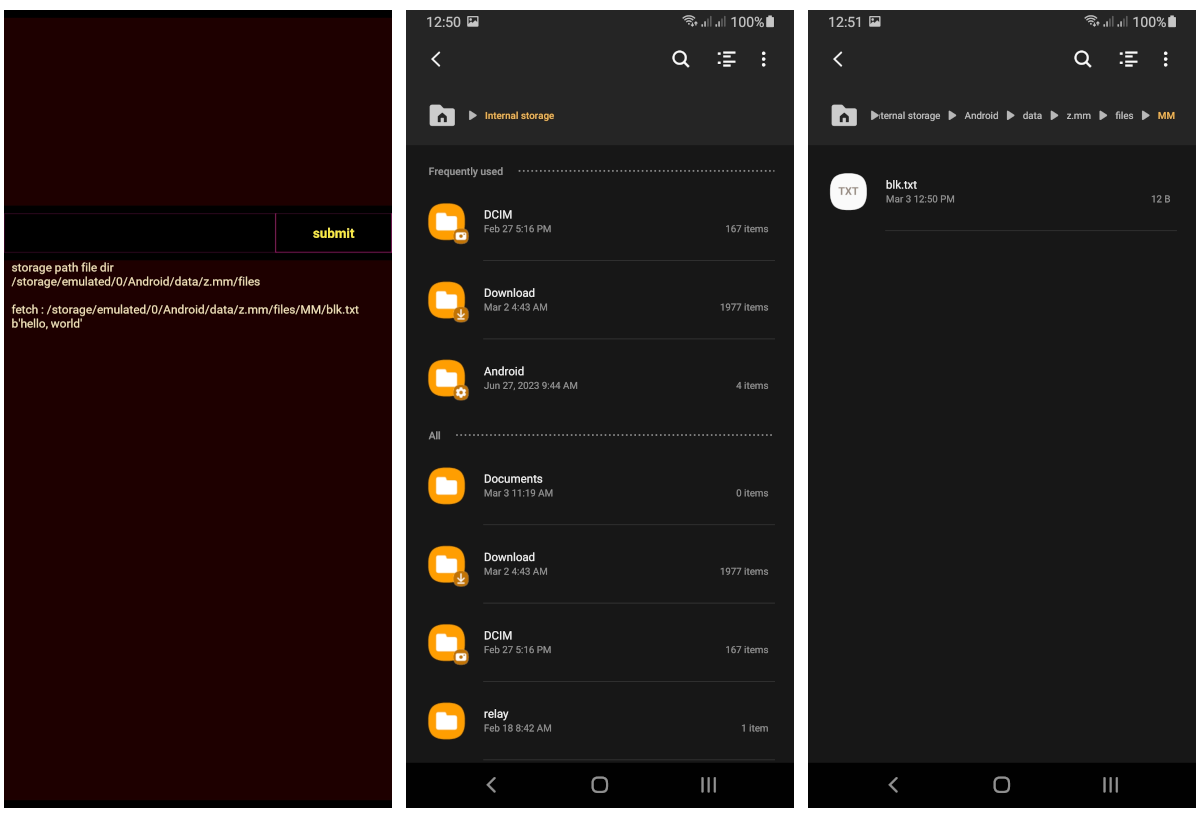 submit
storage path file dir
/storage/emulated/0/Android/data/z.mm/files
fetch : /storage/emulated/0/Android/data/z.mm/files/MM/blk.txt
b'hello, world'
12:50 100%
Internal storage
Frequently used
DCIM
Feb 27 5:16 PM 167 items
Download
Mar 2 4:43 AM 1977 items
Android
Jun 27, 2023 9:44 AM 4 items
All
Documents
Mar 3 11:19 AM 0 items
Download
Mar 2 4:43 AM 1977 items
DCIM
Feb 27 5:16 PM 167 items
relay
Feb 18 8:42 AM 1 item
12:51 100%
ternal storage Android data z.mm files MM
TXT
blk.txt
Mar 3 12:50 PM 12 B